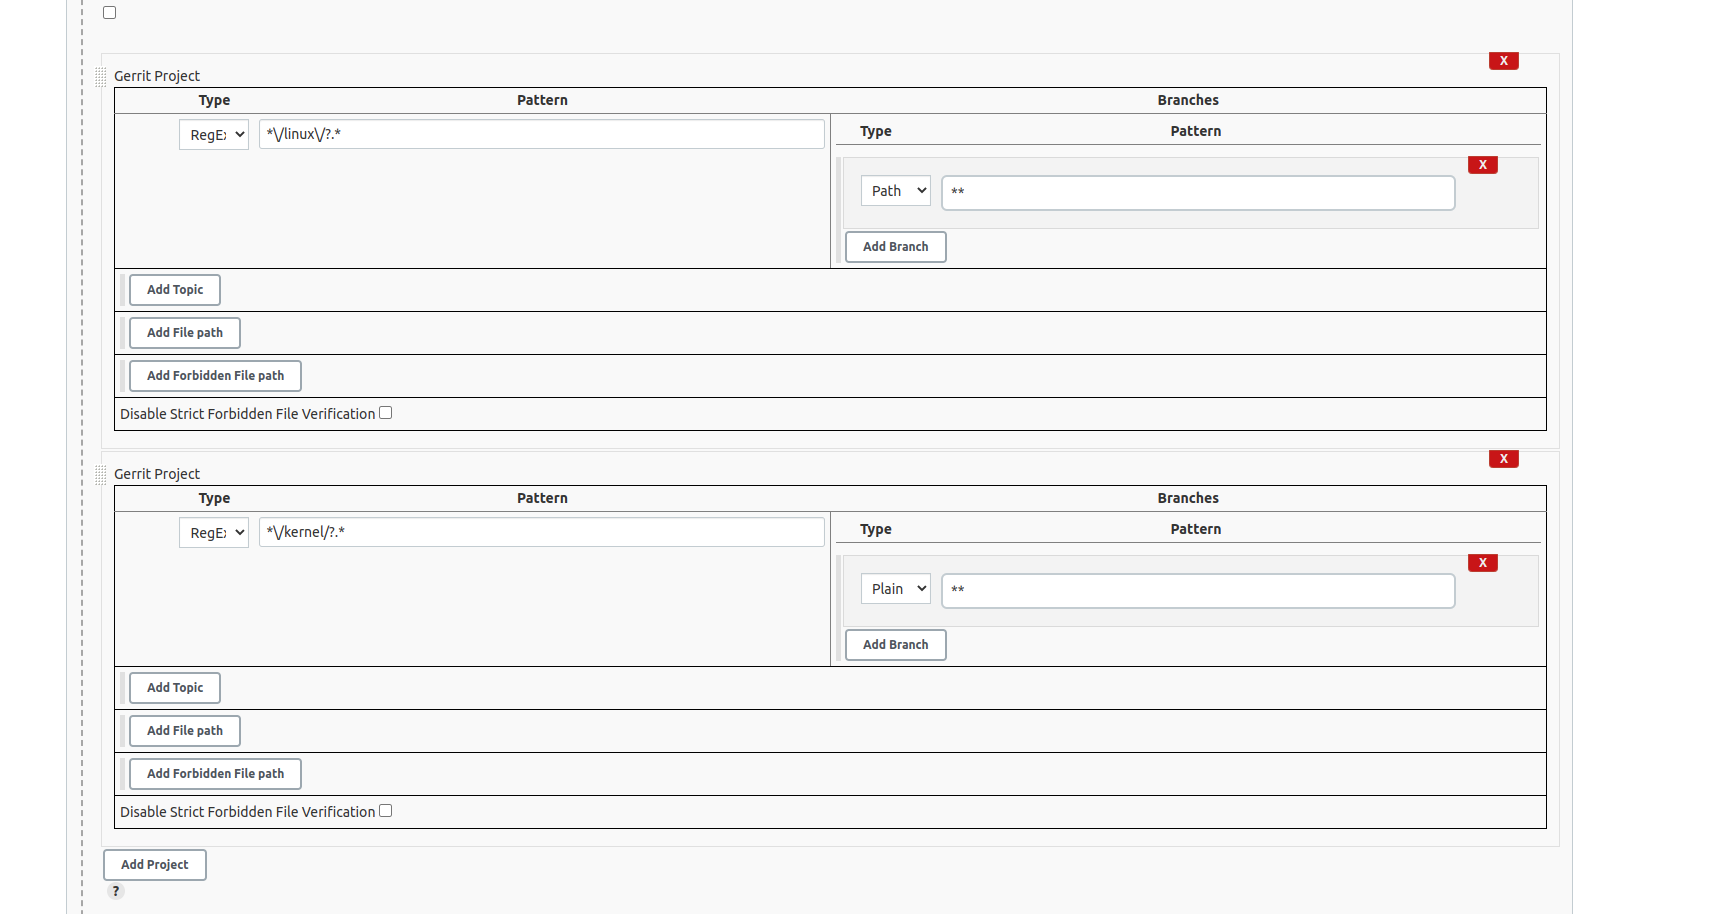 X
Gerrit Project
Type Pattern Branches
RegEx *\/linux\/?.* Type Pattern
X
Path **
Add Branch
Add Topic
Add File path
Add Forbidden File path
Disable Strict Forbidden File Verification
X
Gerrit Project
Type Pattern Branches
RegEx *\/kernel/?.* Type Pattern
X
Plain **
Add Branch
Add Topic
Add File path
Add Forbidden File path
Disable Strict Forbidden File Verification
Add Project
?